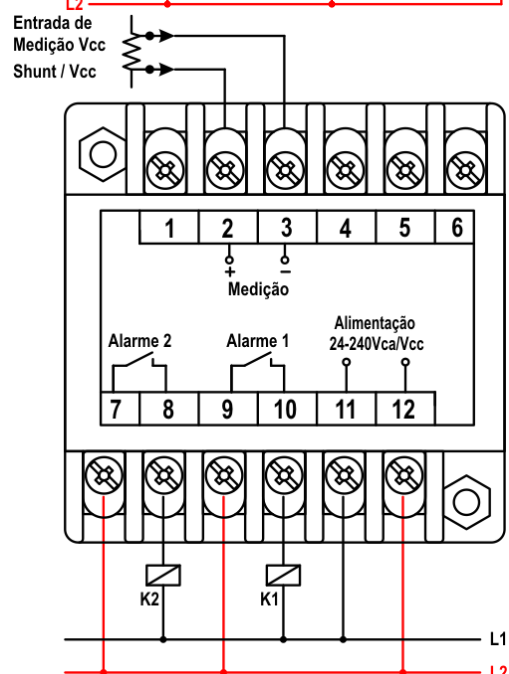 L2
Entrada de
Medição Vcc
Shunt / Vcc
1 2 3 4 5 6
+ −
Medição
Alarme 2
Alarme 1
Alimentação
24-240Vca/Vcc
7 8 9 10 11 12
K2
K1
L1
L2